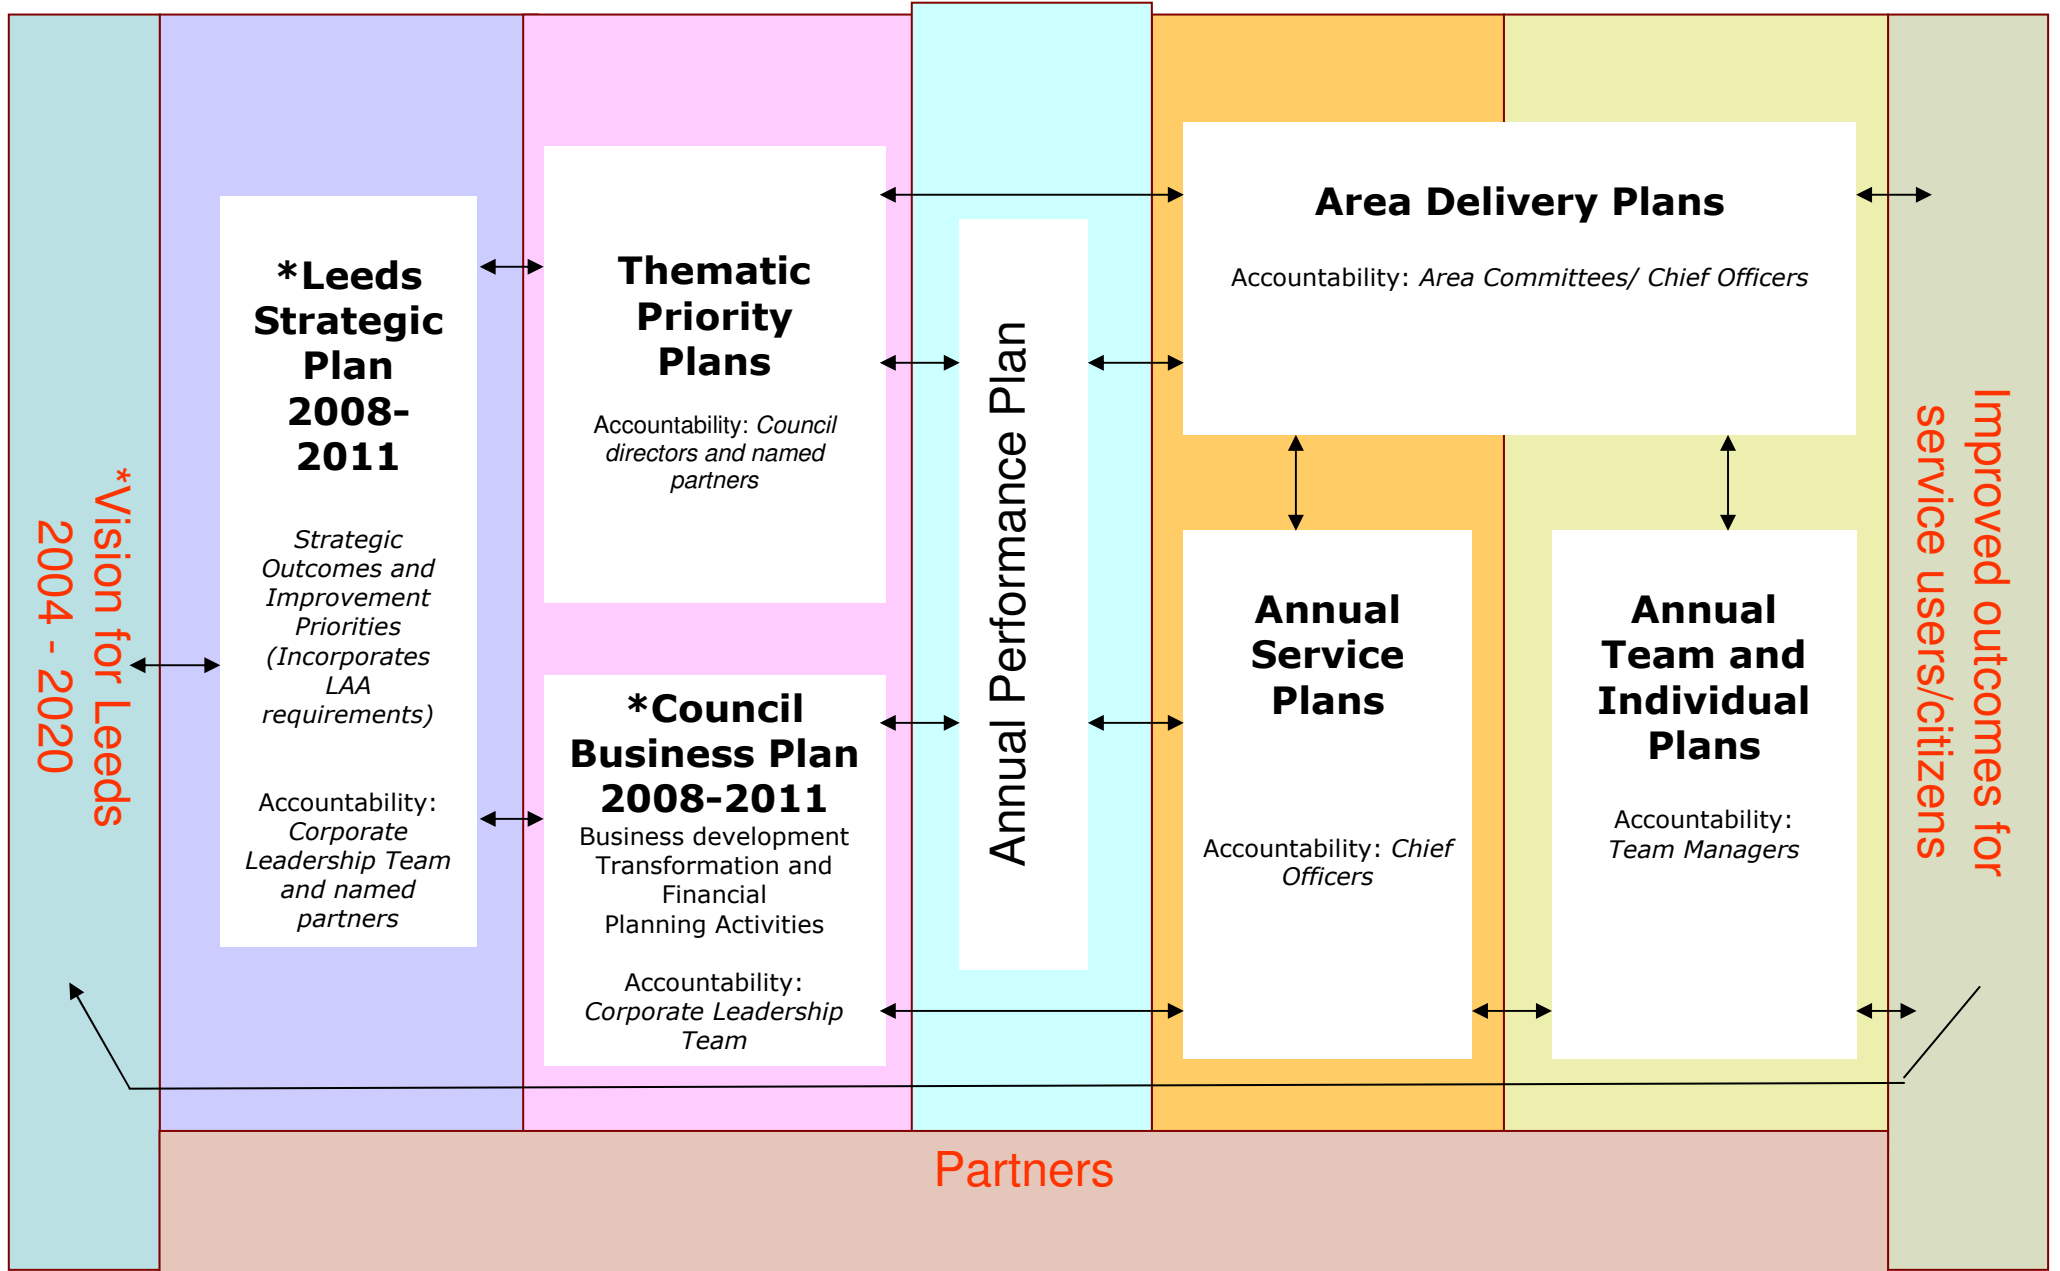 *Vision for Leeds
2004 - 2020
*Leeds
Strategic
Plan
2008-
2011
Strategic
Outcomes and
Improvement
Priorities
(Incorporates
LAA
requirements)
Accountability:
Corporate
Leadership Team
and named
partners
Thematic
Priority
Plans
Accountability: Council
directors and named
partners
*Council
Business Plan
2008-2011
Business development
Transformation and
Financial
Planning Activities
Accountability:
Corporate Leadership
Team
Annual Performance Plan
Area Delivery Plans
Accountability: Area Committees/ Chief Officers
Annual
Service
Plans
Accountability: Chief
Officers
Annual
Team and
Individual
Plans
Accountability:
Team Managers
Improved outcomes for
service users/citizens
Partners